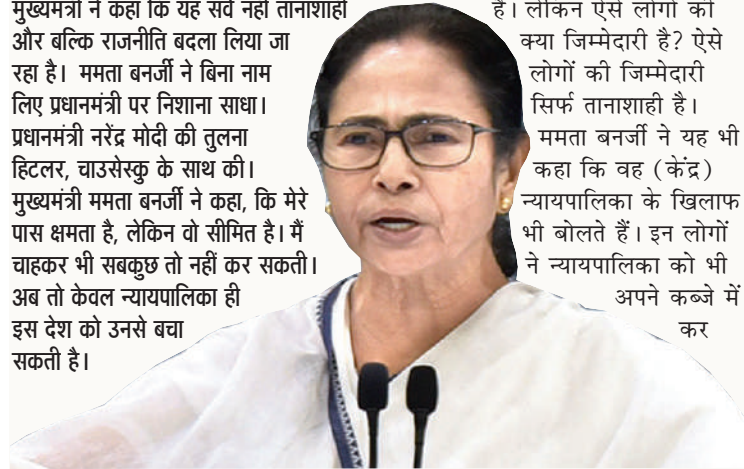 मुख्यमंत्री ने कहा कि यह सर्वे नहीं तानाशाही
और बल्कि राजनीति बदला लिया जा
रहा है। ममता बनर्जी ने बिना नाम
लिए प्रधानमंत्री पर निशाना साधा।
प्रधानमंत्री नरेंद्र मोदी की तुलना
हिटलर, चाउसेस्कु के साथ की।
मुख्यमंत्री ममता बनर्जी ने कहा, कि मेरे
पास क्षमता है, लेकिन वो सीमित है। मैं
चाहकर भी सबकुछ तो नहीं कर सकती।
अब तो केवल न्यायपालिका ही
इस देश को उनसे बचा
सकती है।
हैं। लेकिन ऐसे लोगों की
क्या जिम्मेदारी है? ऐसे
लोगों की जिम्मेदारी
सिर्फ तानाशाही है।
ममता बनर्जी ने यह भी
कहा कि वह (केंद्र)
न्यायपालिका के खिलाफ
भी बोलते हैं। इन लोगों
ने न्यायपालिका को भी
अपने कब्जे में
कर